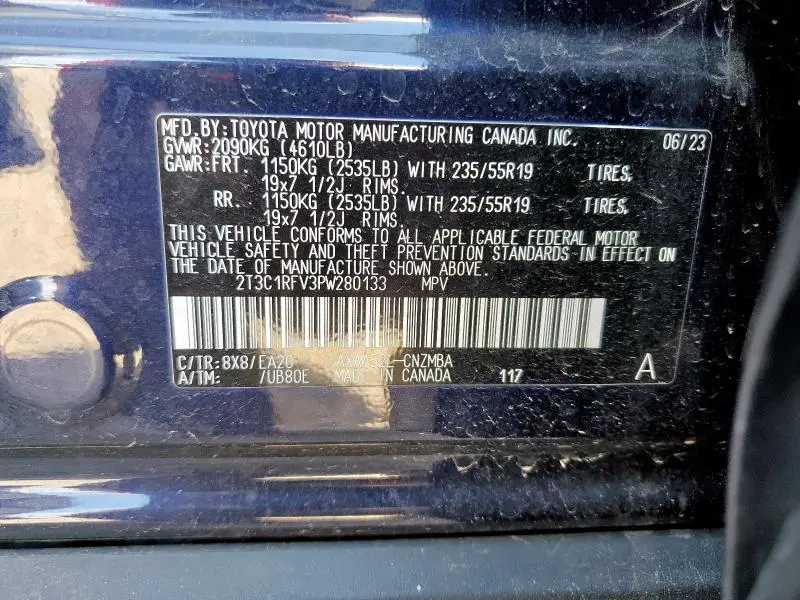 MFD.BY:TOYOTA MOTOR MANUFACTURING CANADA INC. 06/23
GVWR:2090KG (4610LB)
GAWR:FRT. 1150KG (2535LB) WITH 235/55R19 TIRES,
19x7 1/2J RIMS.
RR. 1150KG (2535LB) WITH 235/55R19 TIRES,
19x7 1/2J RIMS.
THIS VEHICLE CONFORMS TO ALL APPLICABLE FEDERAL MOTOR
VEHICLE SAFETY AND THEFT PREVENTION STANDARDS IN EFFECT ON
THE DATE OF MANUFACTURE SHOWN ABOVE.
2T3C1RFV3PW280133 MPV
C/TR:8X8/EA20 AXAA52L-CNZMBA
A/TM: /UB80E MADE IN CANADA 117 A